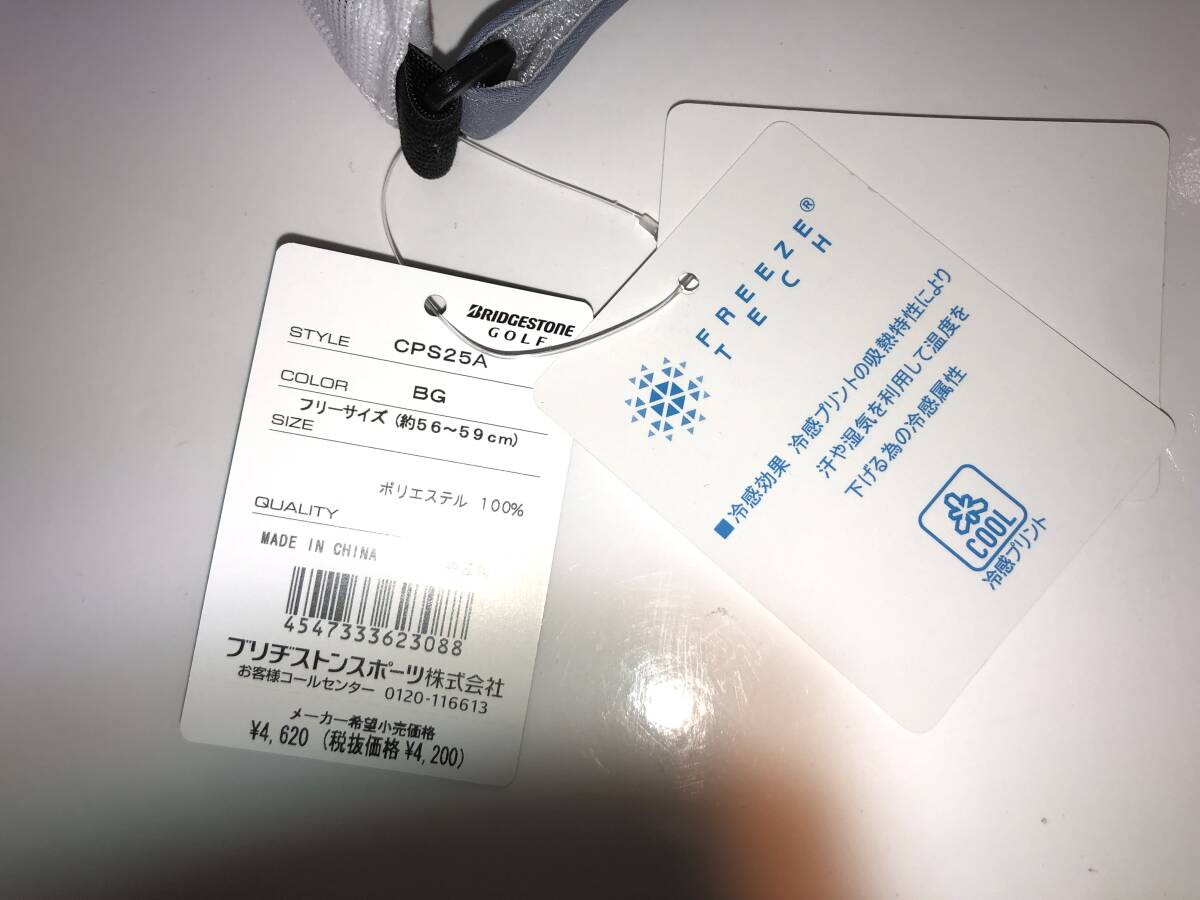 BRIDGESTONE
GOLF
STYLE CPS25A
COLOR BG
フリーサイズ (約56～59cm)
SIZE
ポリエステル 100%
QUALITY
MADE IN CHINA
4547333623088
ブリヂストンスポーツ株式会社
お客様コールセンター 0120-116613
メーカー希望小売価格
¥4,620 (税抜価格¥4,200)
FREEZE®
TECH
■冷感効果 冷感プリントの吸熱特性により
汗や湿気を利用して温度を
下げる為の冷感属性
COOL
冷感プリント